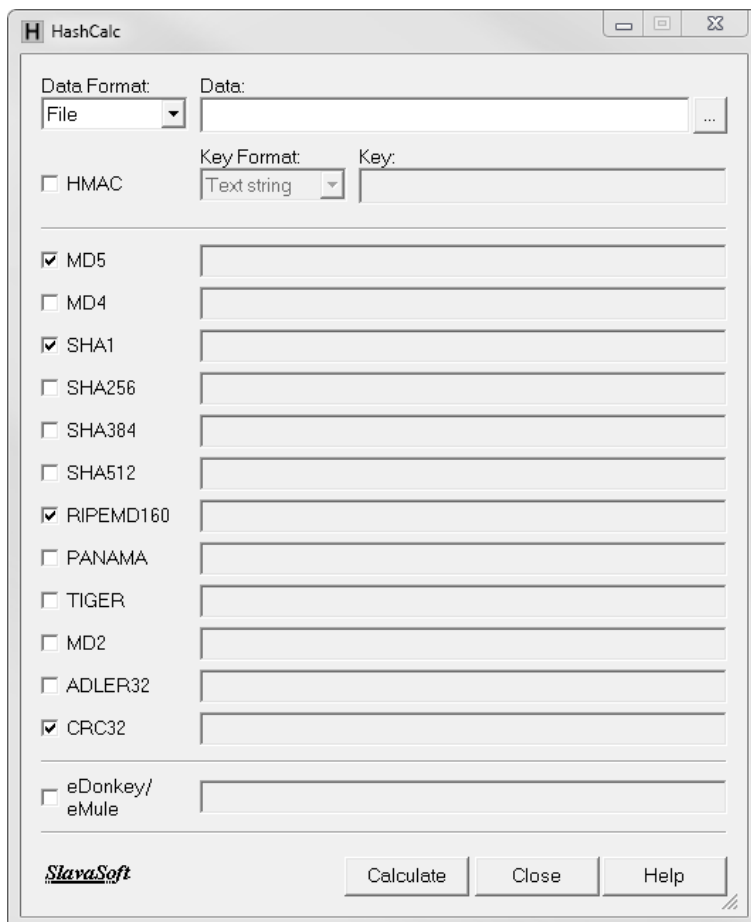 H HashCalc
Data Format: Data:
File ...
Key Format: Key:
HMAC Text string
MD5
MD4
SHA1
SHA256
SHA384
SHA512
RIPEMD160
PANAMA
TIGER
MD2
ADLER32
CRC32
eDonkey/
eMule
SlavaSoft Calculate Close Help